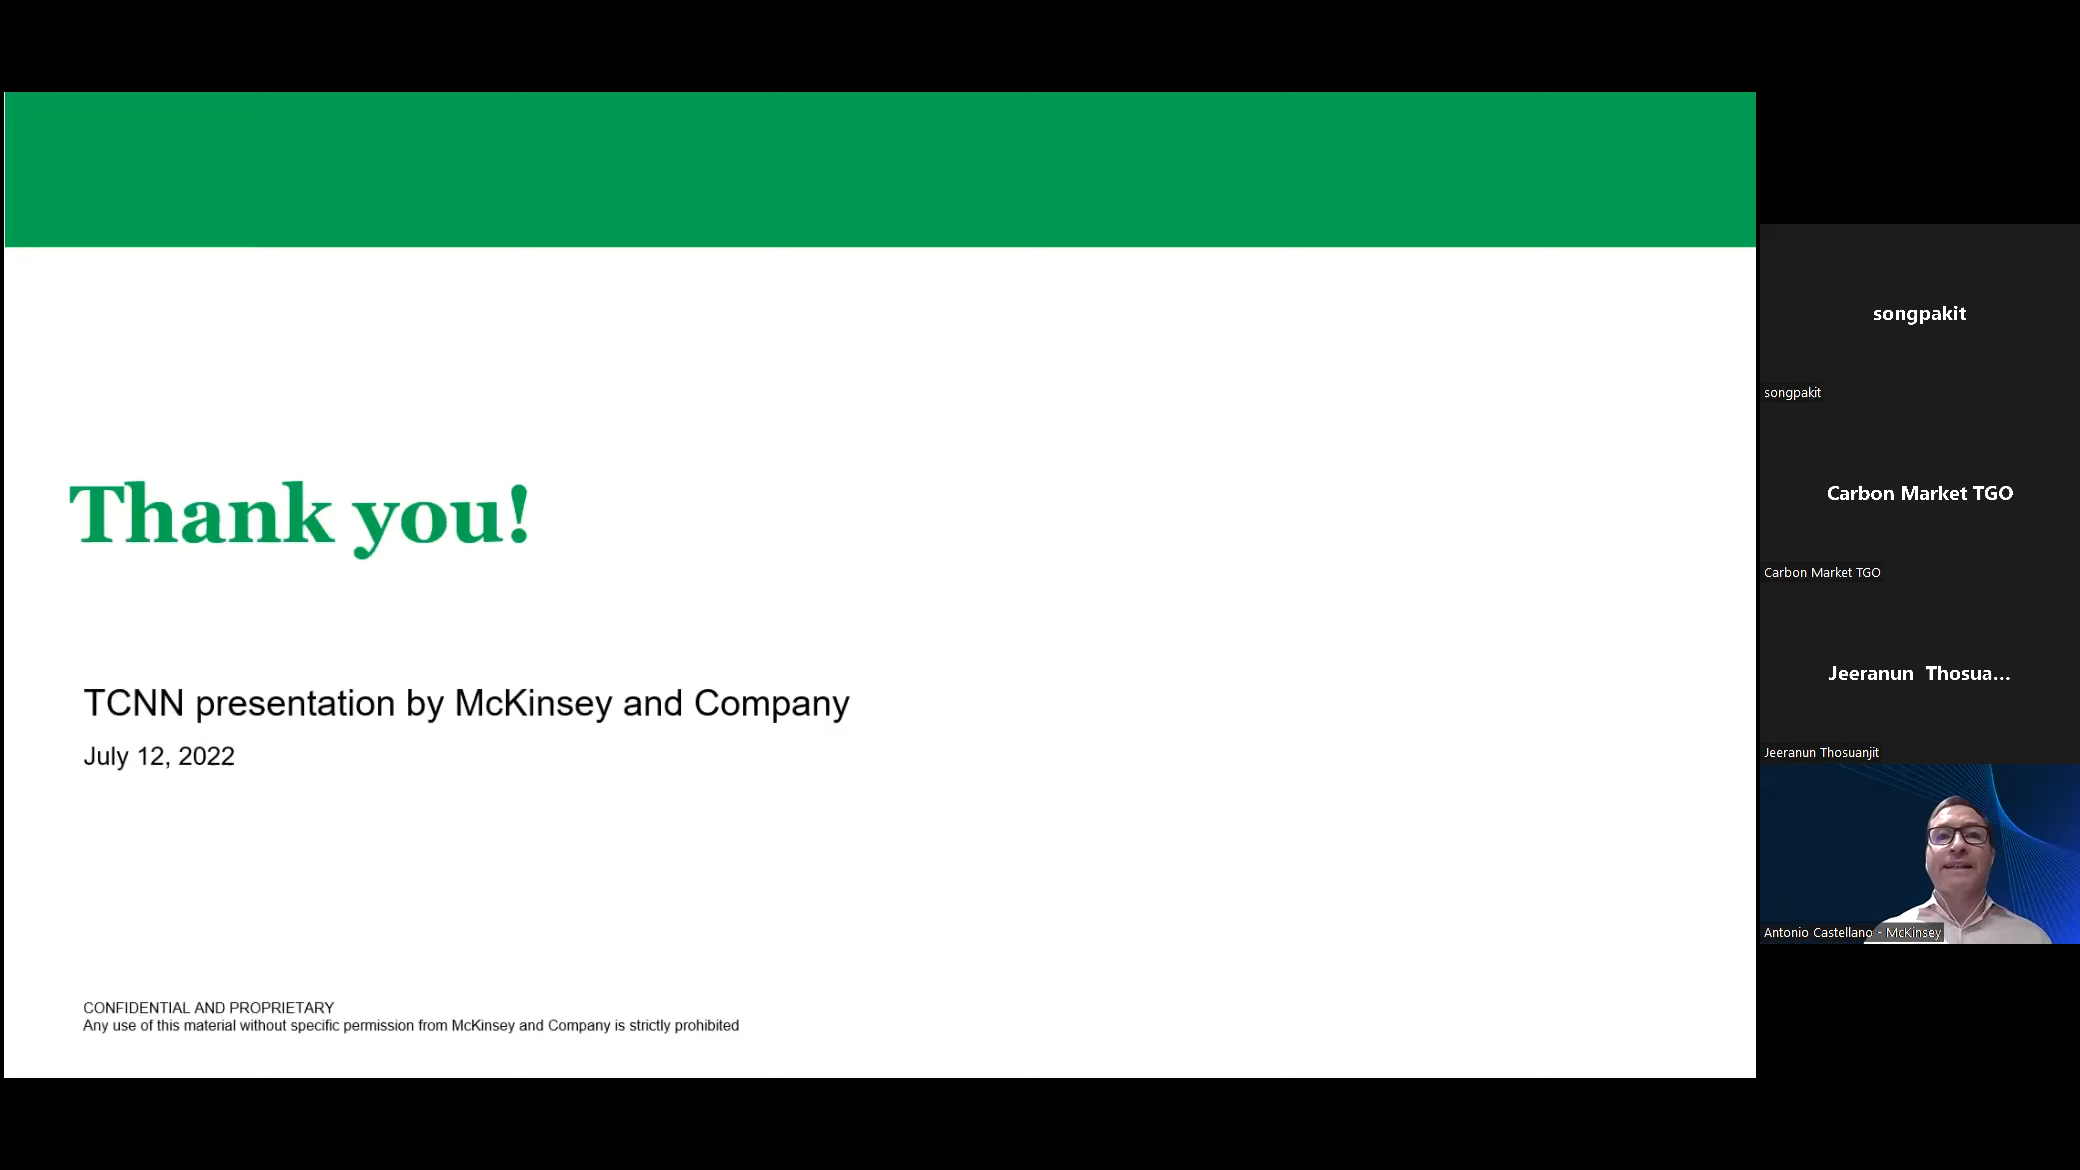 Thank you!
TCNN presentation by McKinsey and Company
July 12, 2022
CONFIDENTIAL AND PROPRIETARY
Any use of this material without specific permission from McKinsey and Company is strictly prohibited
songpakit
songpakit
Carbon Market TGO
Carbon Market TGO
Jeeranun Thosua...
Jeeranun Thosuanjit
Antonio Castellano - McKinsey